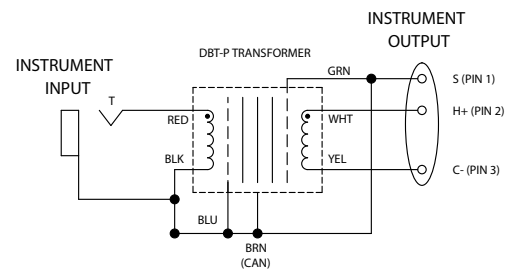 INSTRUMENT
OUTPUT
DBT-P TRANSFORMER
INSTRUMENT
INPUT
GRN
S (PIN 1)
T
RED
WHT
H+ (PIN 2)
BLK
YEL
C- (PIN 3)
BLU
BRN
(CAN)